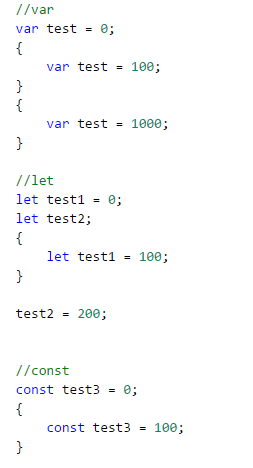 //var
var test = 0;
{
    var test = 100;
}
{
    var test = 1000;
}

//let
let test1 = 0;
let test2;
{
    let test1 = 100;
}

test2 = 200;


//const
const test3 = 0;
{
    const test3 = 100;
}